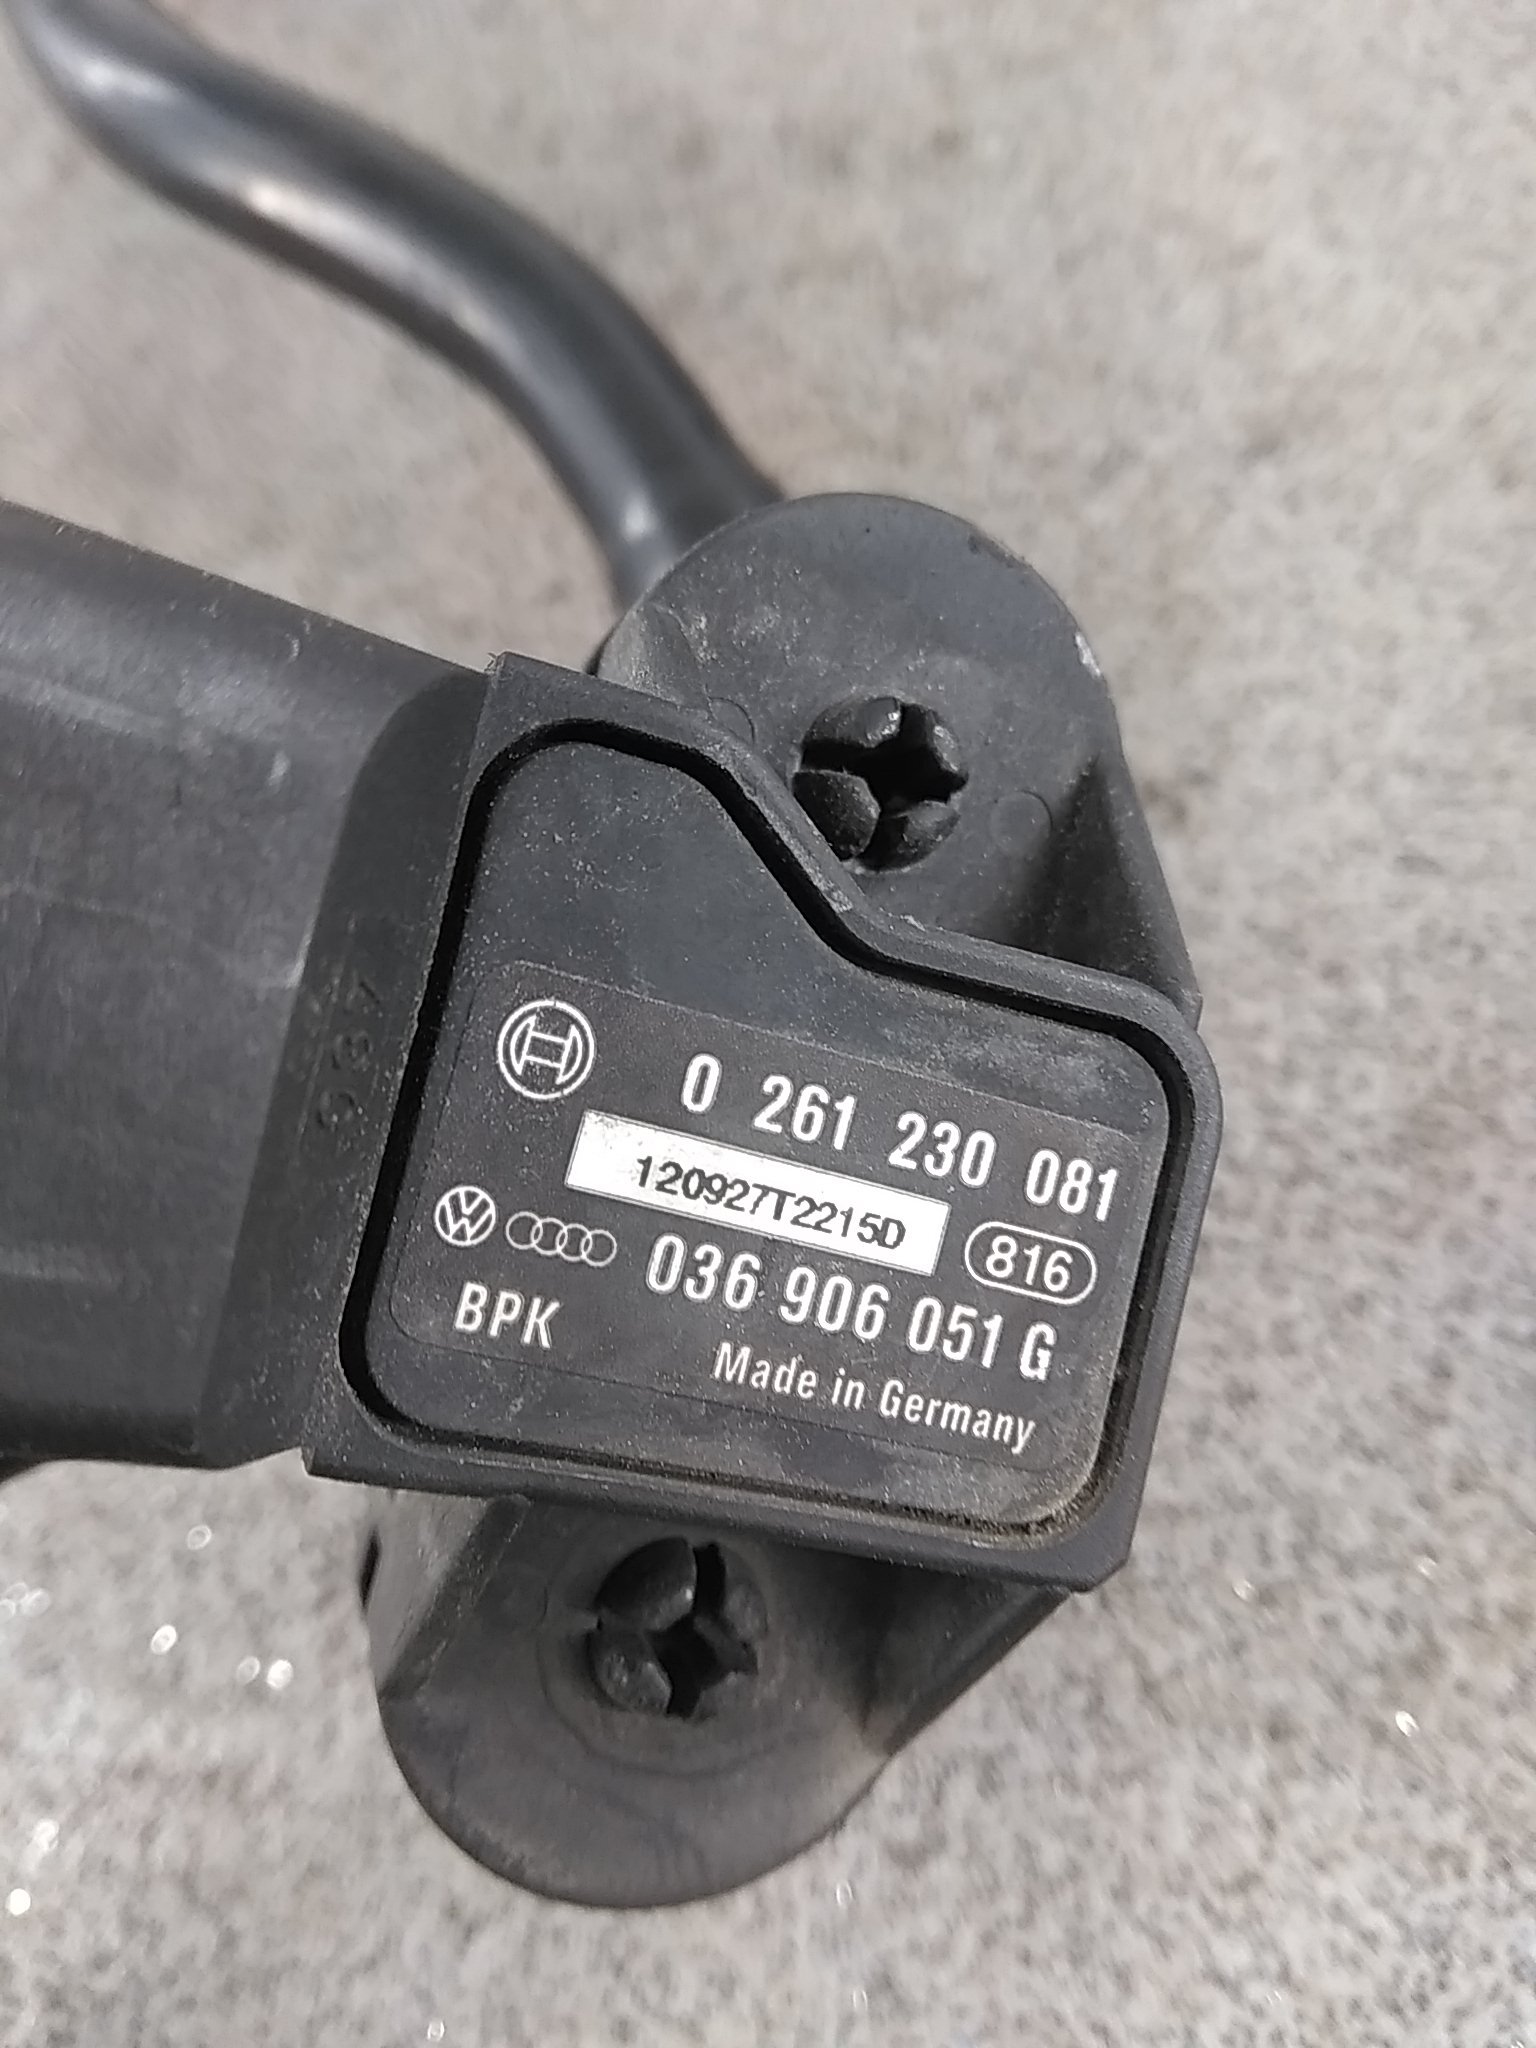 0 261 230 081
120927T2215D
816
036 906 051 G
BPK
Made in Germany